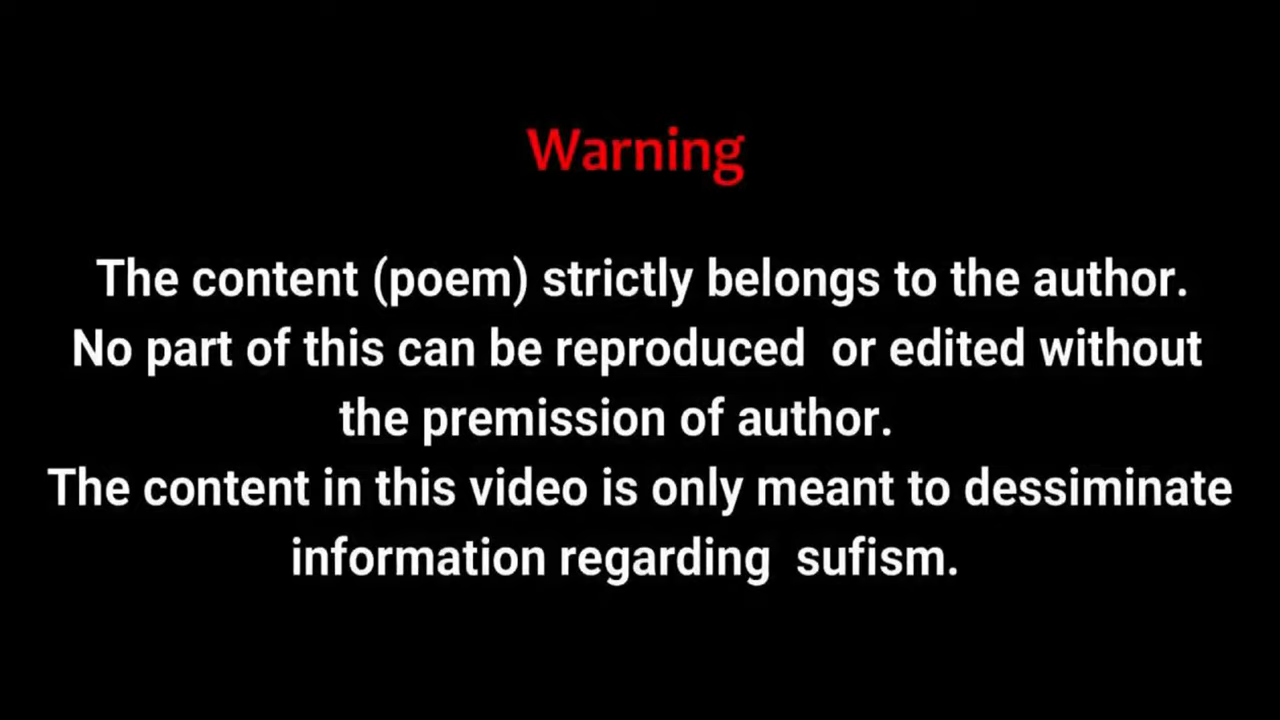 Warning
The content (poem) strictly belongs to the author.
No part of this can be reproduced or edited without
the premission of author.
The content in this video is only meant to dessiminate
information regarding sufism.